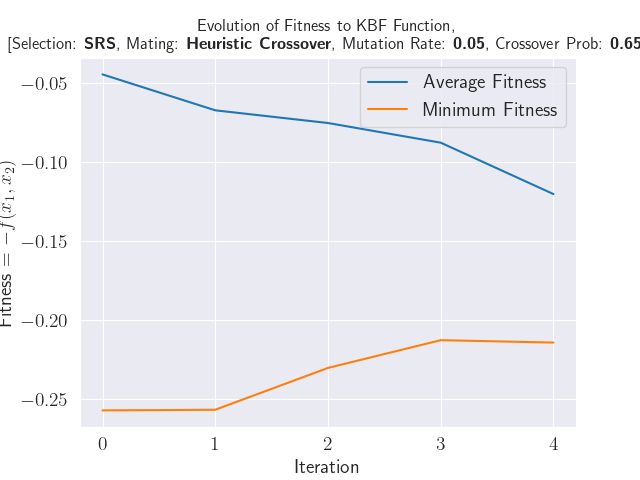 Evolution of Fitness to KBF Function,
[Selection: SRS, Mating: Heuristic Crossover, Mutation Rate: 0.05, Crossover Prob: 0.65
Average Fitness
Minimum Fitness
−0.05
−0.10
−0.15
−0.20
−0.25
Fitness = −f(x₁, x₂)
0 1 2 3 4
Iteration